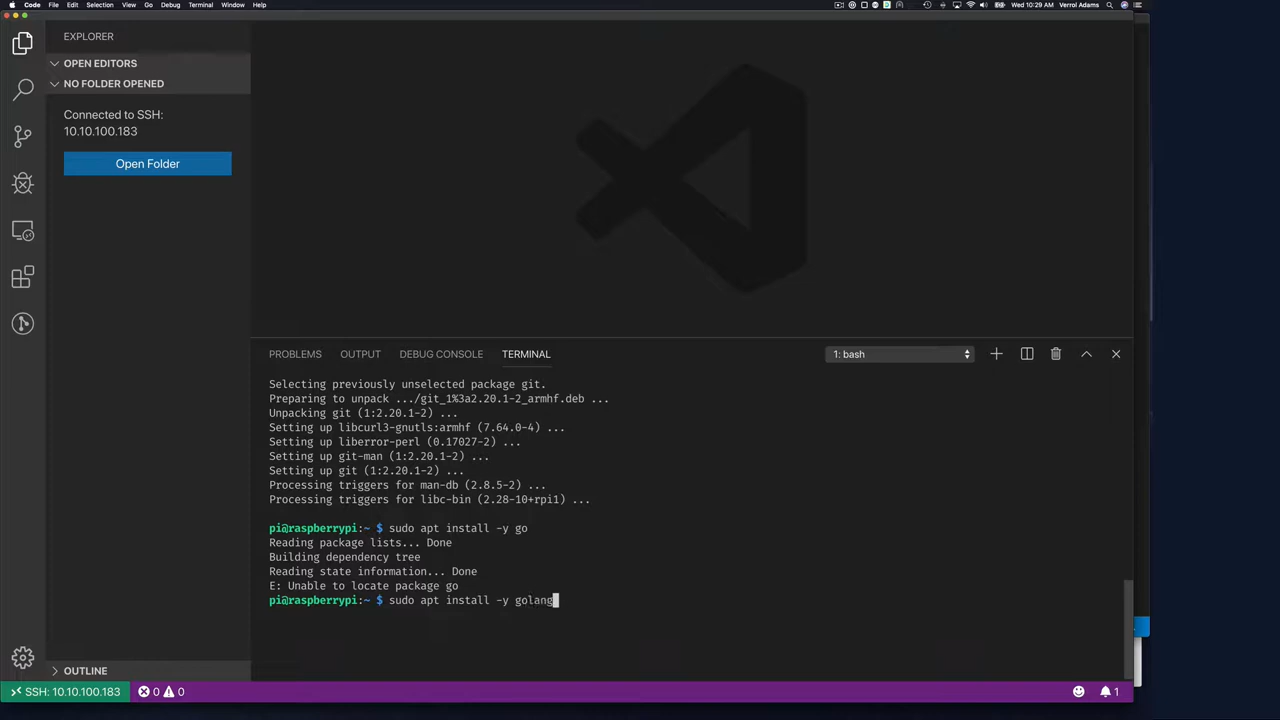 Code File Edit Selection View Go Debug Terminal Window Help
Wed 10:29 AM Verrol Adams
EXPLORER
OPEN EDITORS
NO FOLDER OPENED
Connected to SSH:
10.10.100.183
Open Folder
PROBLEMS OUTPUT DEBUG CONSOLE TERMINAL
1: bash
Selecting previously unselected package git.
Preparing to unpack .../git_1%3a2.20.1-2_armhf.deb ...
Unpacking git (1:2.20.1-2) ...
Setting up libcurl3-gnutls:armhf (7.64.0-4) ...
Setting up liberror-perl (0.17027-2) ...
Setting up git-man (1:2.20.1-2) ...
Setting up git (1:2.20.1-2) ...
Processing triggers for man-db (2.8.5-2) ...
Processing triggers for libc-bin (2.28-10+rpi1) ...
pi@raspberrypi:~ $ sudo apt install -y go
Reading package lists... Done
Building dependency tree
Reading state information... Done
E: Unable to locate package go
pi@raspberrypi:~ $ sudo apt install -y golang
OUTLINE
SSH: 10.10.100.183
0 0
1